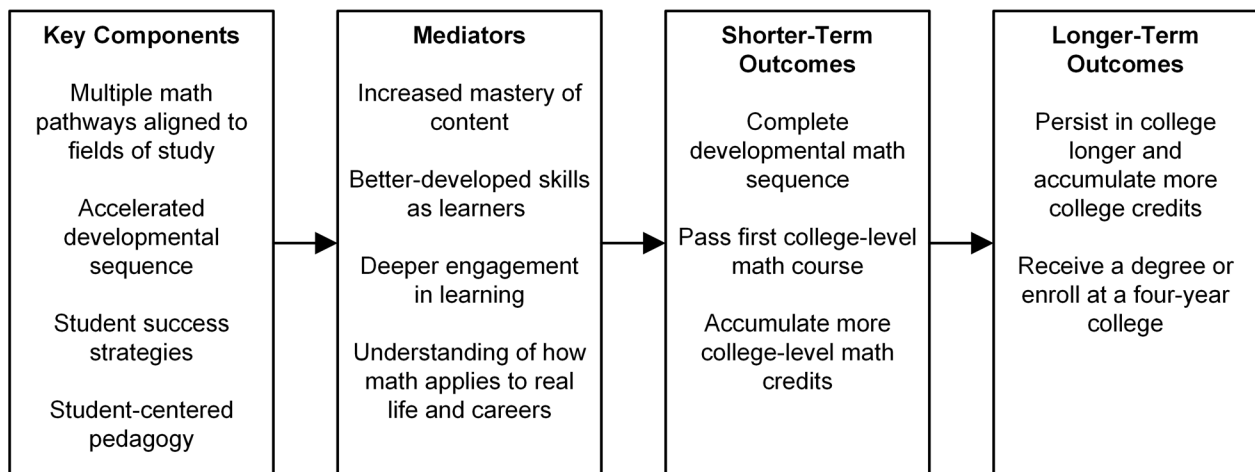 Key Components
Multiple math
pathways aligned to
fields of study
Accelerated
developmental
sequence
Student success
strategies
Student-centered
pedagogy
Mediators
Increased mastery of
content
Better-developed skills
as learners
Deeper engagement
in learning
Understanding of how
math applies to real
life and careers
Shorter-Term
Outcomes
Complete
developmental math
sequence
Pass first college-level
math course
Accumulate more
college-level math
credits
Longer-Term
Outcomes
Persist in college
longer and
accumulate more
college credits
Receive a degree or
enroll at a four-year
college